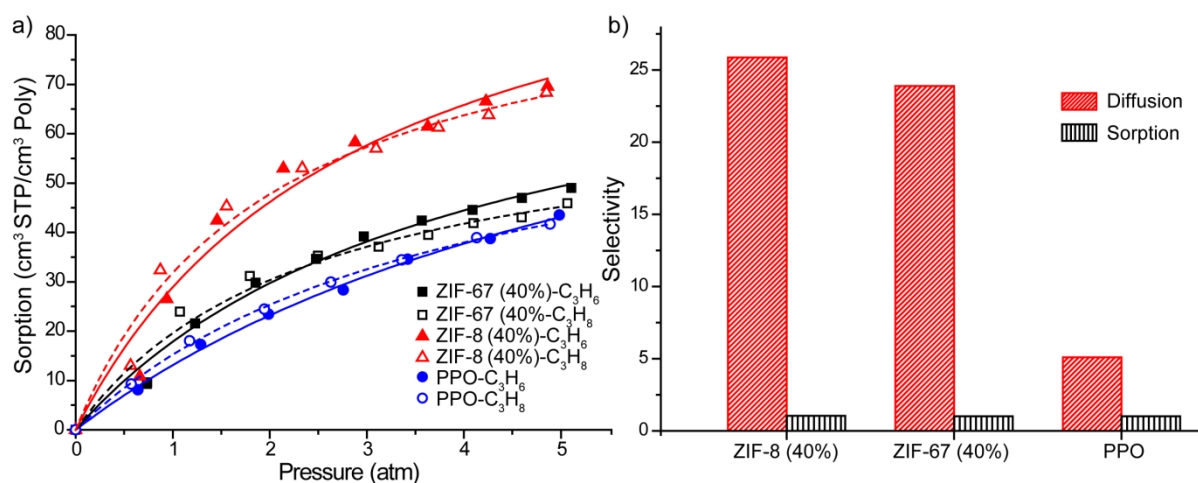 a)
80
70
60
50
40
30
20
10
0
Sorption (cm³ STP/cm³ Poly)
0 1 2 3 4 5
Pressure (atm)
ZIF-67 (40%)-C₃H₆
ZIF-67 (40%)-C₃H₈
ZIF-8 (40%)-C₃H₆
ZIF-8 (40%)-C₃H₈
PPO-C₃H₆
PPO-C₃H₈
b)
25
20
15
10
5
0
Selectivity
Diffusion
Sorption
ZIF-8 (40%) ZIF-67 (40%) PPO